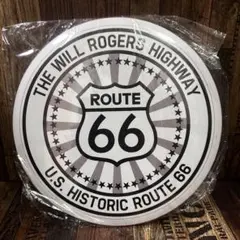 THE WILL ROGERS HIGHWAY
ROUTE
66
U.S. HISTORIC ROUTE 66